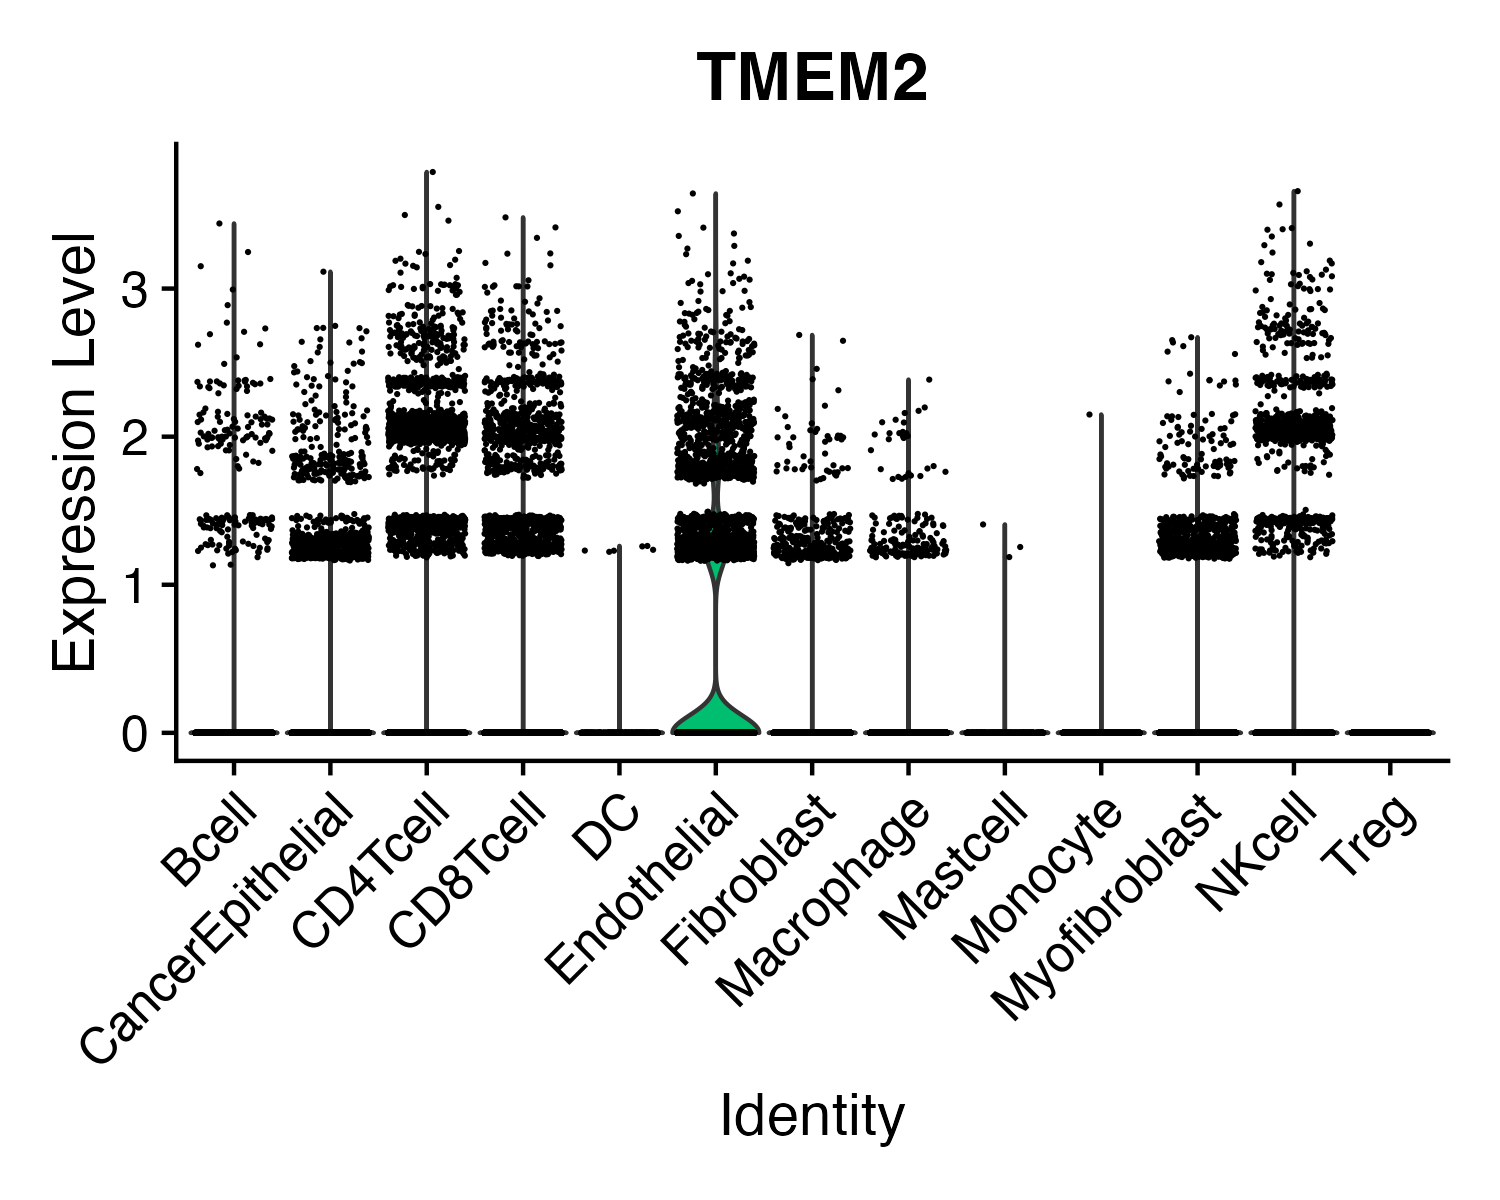 TMEM2
Expression Level
3
2
1
0
Bcell
CancerEpithelial
CD4Tcell
CD8Tcell
DC
Endothelial
Fibroblast
Macrophage
Mastcell
Monocyte
Myofibroblast
NKcell
Treg
Identity